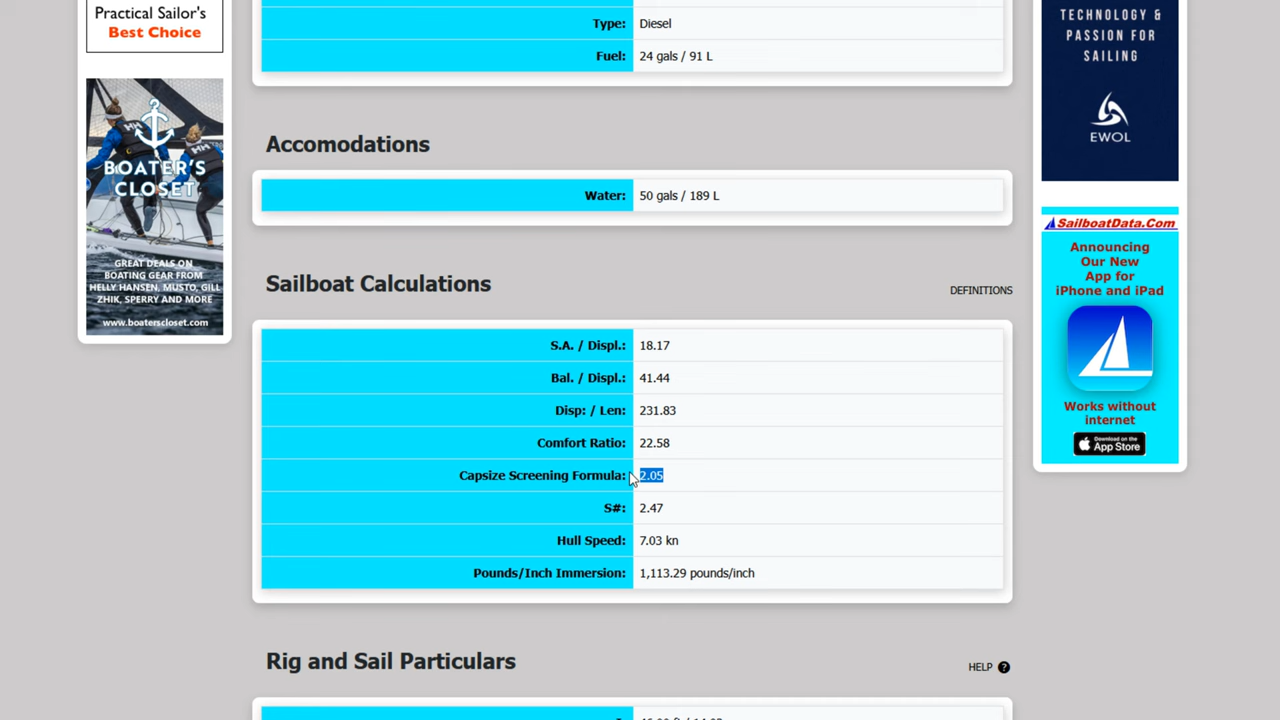 Practical Sailor's
Best Choice
BOATER'S
CLOSET
GREAT DEALS ON
BOATING GEAR FROM
HELLY HANSEN, MUSTO, GILL
ZHIK, SPERRY AND MORE
www.boaterscloset.com
Type: Diesel
Fuel: 24 gals / 91 L
Accomodations
Water: 50 gals / 189 L
Sailboat Calculations
DEFINITIONS
S.A. / Displ.: 18.17
Bal. / Displ.: 41.44
Disp: / Len: 231.83
Comfort Ratio: 22.58
Capsize Screening Formula: 2.05
S#: 2.47
Hull Speed: 7.03 kn
Pounds/Inch Immersion: 1,113.29 pounds/inch
Rig and Sail Particulars
HELP ?
TECHNOLOGY &
PASSION FOR
SAILING
EWOL
SailboatData.Com
Announcing
Our New
App for
iPhone and iPad
Works without
internet
Download on the
App Store